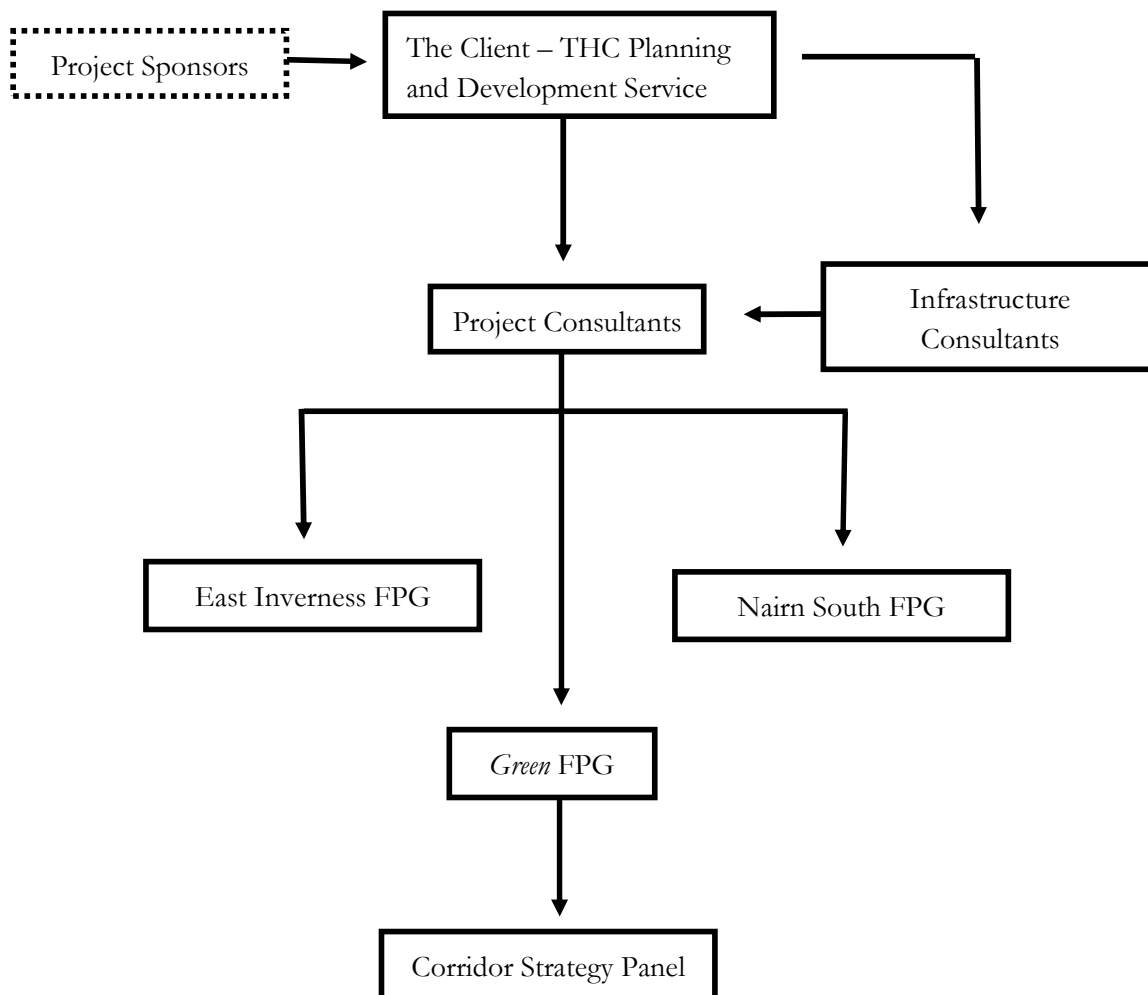 Project Sponsors
The Client – THC Planning
and Development Service
Project Consultants
Infrastructure
Consultants
East Inverness FPG
Nairn South FPG
Green FPG
Corridor Strategy Panel